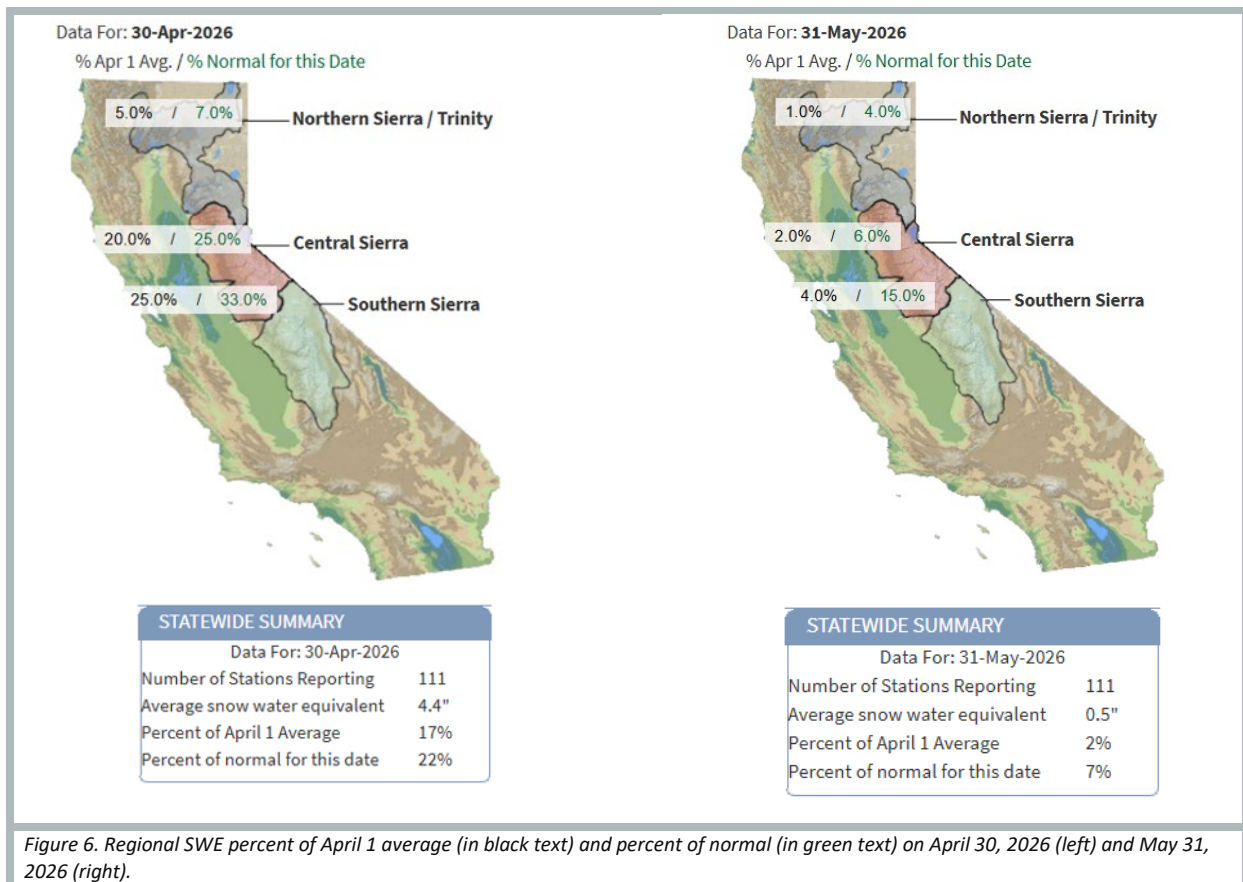 Data For: 30-Apr-2026
% Apr 1 Avg. / % Normal for this Date
5.0% / 7.0%
Northern Sierra / Trinity
20.0% / 25.0%
Central Sierra
25.0% / 33.0%
Southern Sierra
STATEWIDE SUMMARY
Data For: 30-Apr-2026
Number of Stations Reporting 111
Average snow water equivalent 4.4"
Percent of April 1 Average 17%
Percent of normal for this date 22%
Data For: 31-May-2026
% Apr 1 Avg. / % Normal for this Date
1.0% / 4.0%
Northern Sierra / Trinity
2.0% / 6.0%
Central Sierra
4.0% / 15.0%
Southern Sierra
STATEWIDE SUMMARY
Data For: 31-May-2026
Number of Stations Reporting 111
Average snow water equivalent 0.5"
Percent of April 1 Average 2%
Percent of normal for this date 7%
Figure 6. Regional SWE percent of April 1 average (in black text) and percent of normal (in green text) on April 30, 2026 (left) and May 31,
2026 (right).